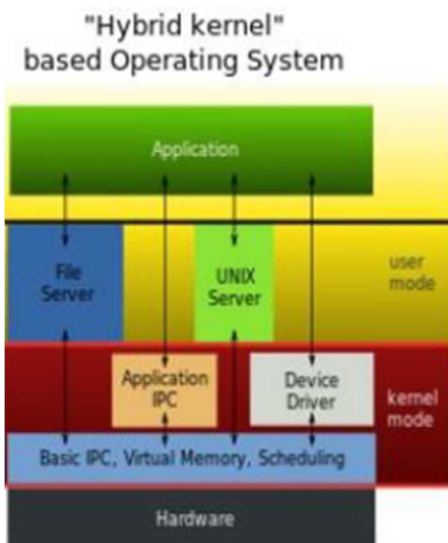 "Hybrid kernel"
based Operating System
Application
File
Server
UNIX
Server
user
mode
Application
IPC
Device
Driver
kernel
mode
Basic IPC, Virtual Memory, Scheduling
Hardware